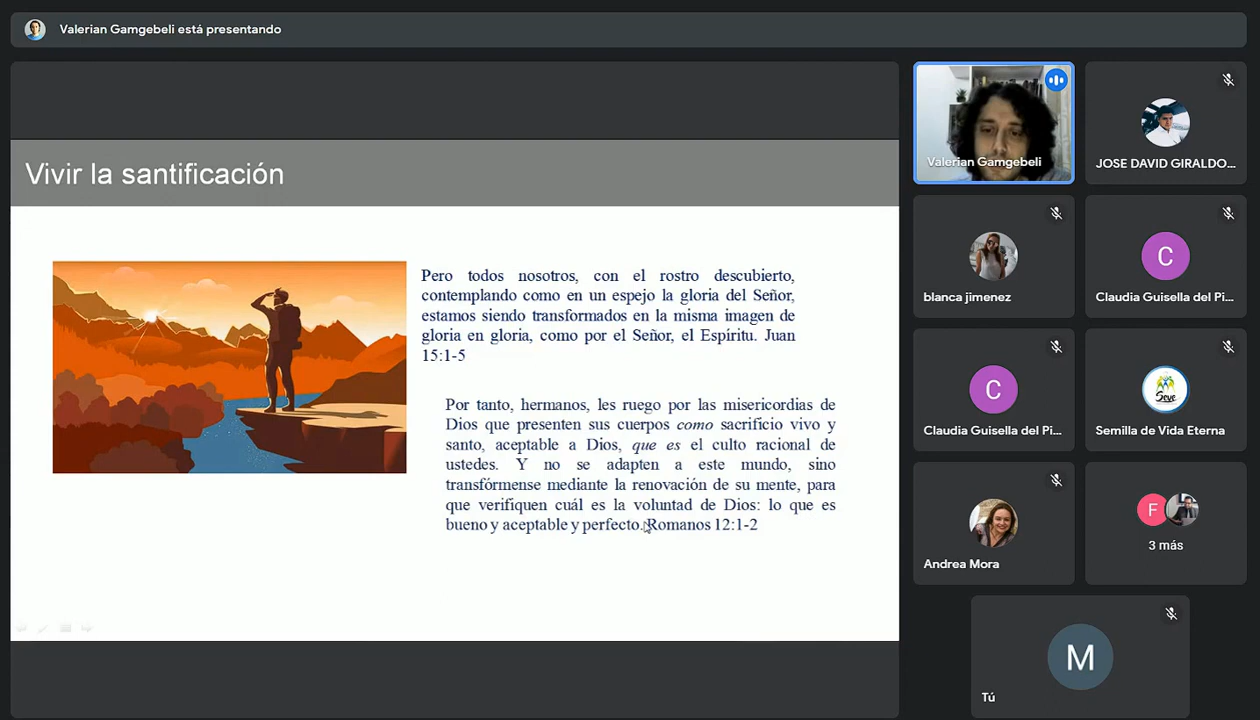 Valerian Gamgebeli está presentando
Vivir la santificación
Pero todos nosotros, con el rostro descubierto,
contemplando como en un espejo la gloria del Señor,
estamos siendo transformados en la misma imagen de
gloria en gloria, como por el Señor, el Espíritu. Juan
15:1-5
Por tanto, hermanos, les ruego por las misericordias de
Dios que presenten sus cuerpos como sacrificio vivo y
santo, aceptable a Dios, que es el culto racional de
ustedes. Y no se adapten a este mundo, sino
transfórmense mediante la renovación de su mente, para
que verifiquen cuál es la voluntad de Dios: lo que es
bueno y aceptable y perfecto. Romanos 12:1-2
Valerian Gamgebeli
JOSE DAVID GIRALDO...
blanca jimenez
C
Claudia Guisella del Pi...
C
Claudia Guisella del Pi...
Seve
Semilla de Vida Eterna
Andrea Mora
F
3 más
M
Tú